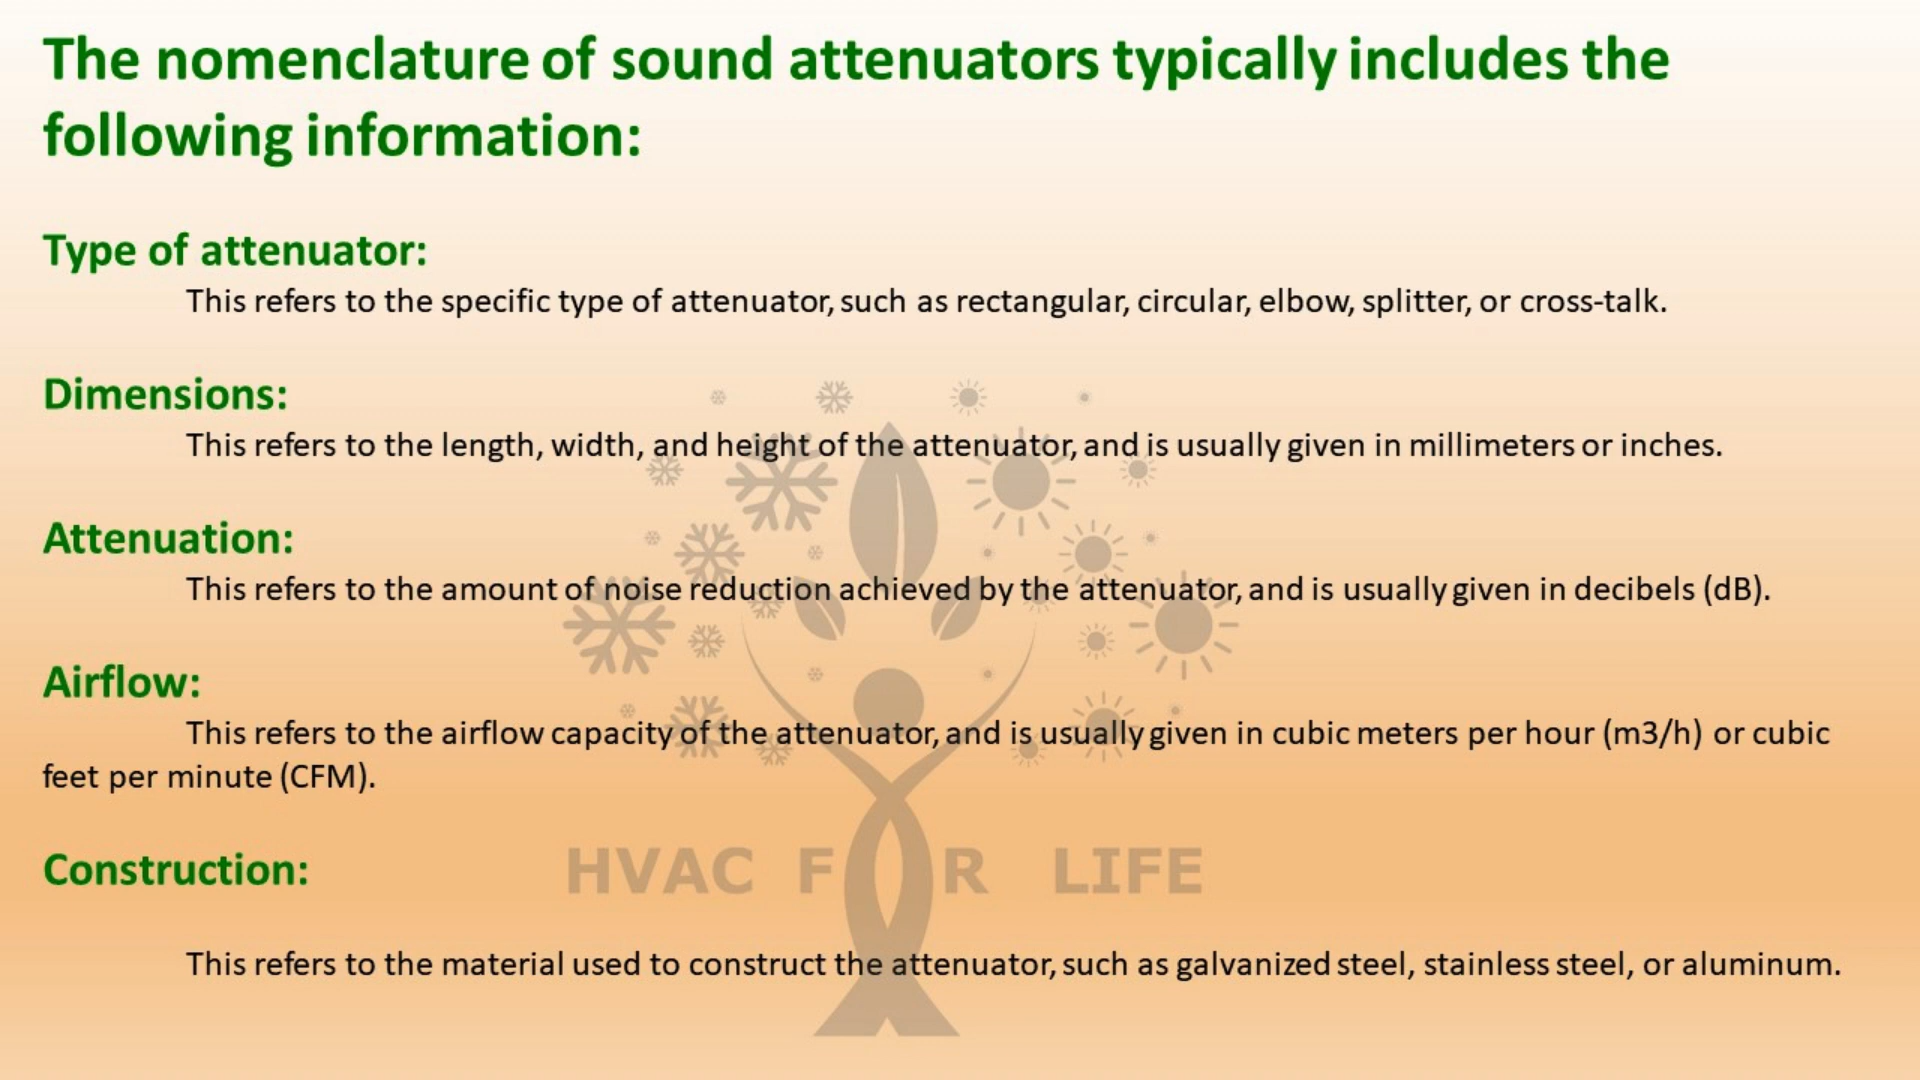 The nomenclature of sound attenuators typically includes the
following information:
Type of attenuator:
This refers to the specific type of attenuator, such as rectangular, circular, elbow, splitter, or cross-talk.
Dimensions:
This refers to the length, width, and height of the attenuator, and is usually given in millimeters or inches.
Attenuation:
This refers to the amount of noise reduction achieved by the attenuator, and is usually given in decibels (dB).
Airflow:
This refers to the airflow capacity of the attenuator, and is usually given in cubic meters per hour (m3/h) or cubic
feet per minute (CFM).
Construction:
HVAC FOR LIFE
This refers to the material used to construct the attenuator, such as galvanized steel, stainless steel, or aluminum.